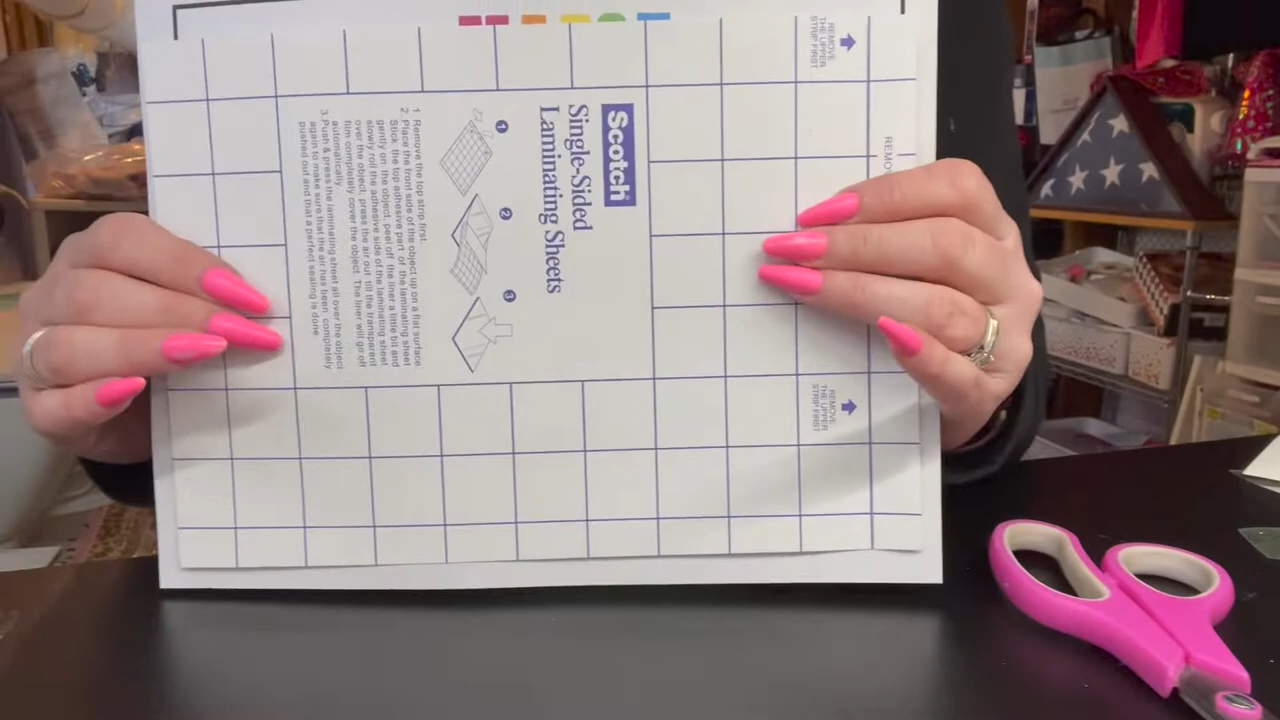 Scotch
Single-Sided
Laminating Sheets
1
2
3
1 Remove the top strip first.
2 Place the front side of the object up on a flat surface
Stick the top adhesive part of the laminating sheet
gently on the object, peel off the liner a little bit and
slowly roll the adhesive side of the laminating sheet
over the object, press the air out till the transparent
film completely cover the object. The liner will go off
automatically
3 Push & press the laminating sheet all over the object
again to make sure that the air has been completely
pushed out and that a perfect sealing is done.
REMOVE
THE UPPER
STRIP FIRST
REMOVE
THE UPPER
STRIP FIRST
REMOV